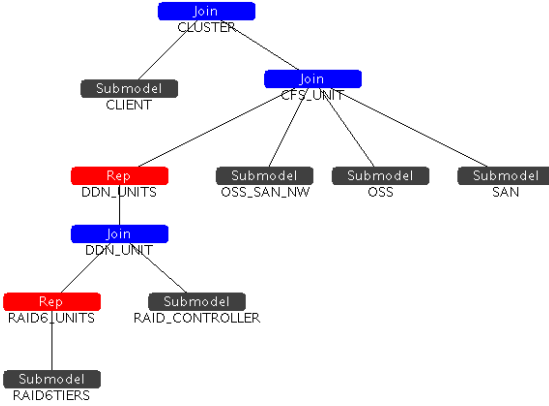 Join
CLUSTER
Submodel
CLIENT
Join
CFS_UNIT
Rep
DDN_UNITS
Submodel
OSS_SAN_NW
Submodel
OSS
Submodel
SAN
Join
DDN_UNIT
Rep
RAID6_UNITS
Submodel
RAID_CONTROLLER
Submodel
RAID6TIERS